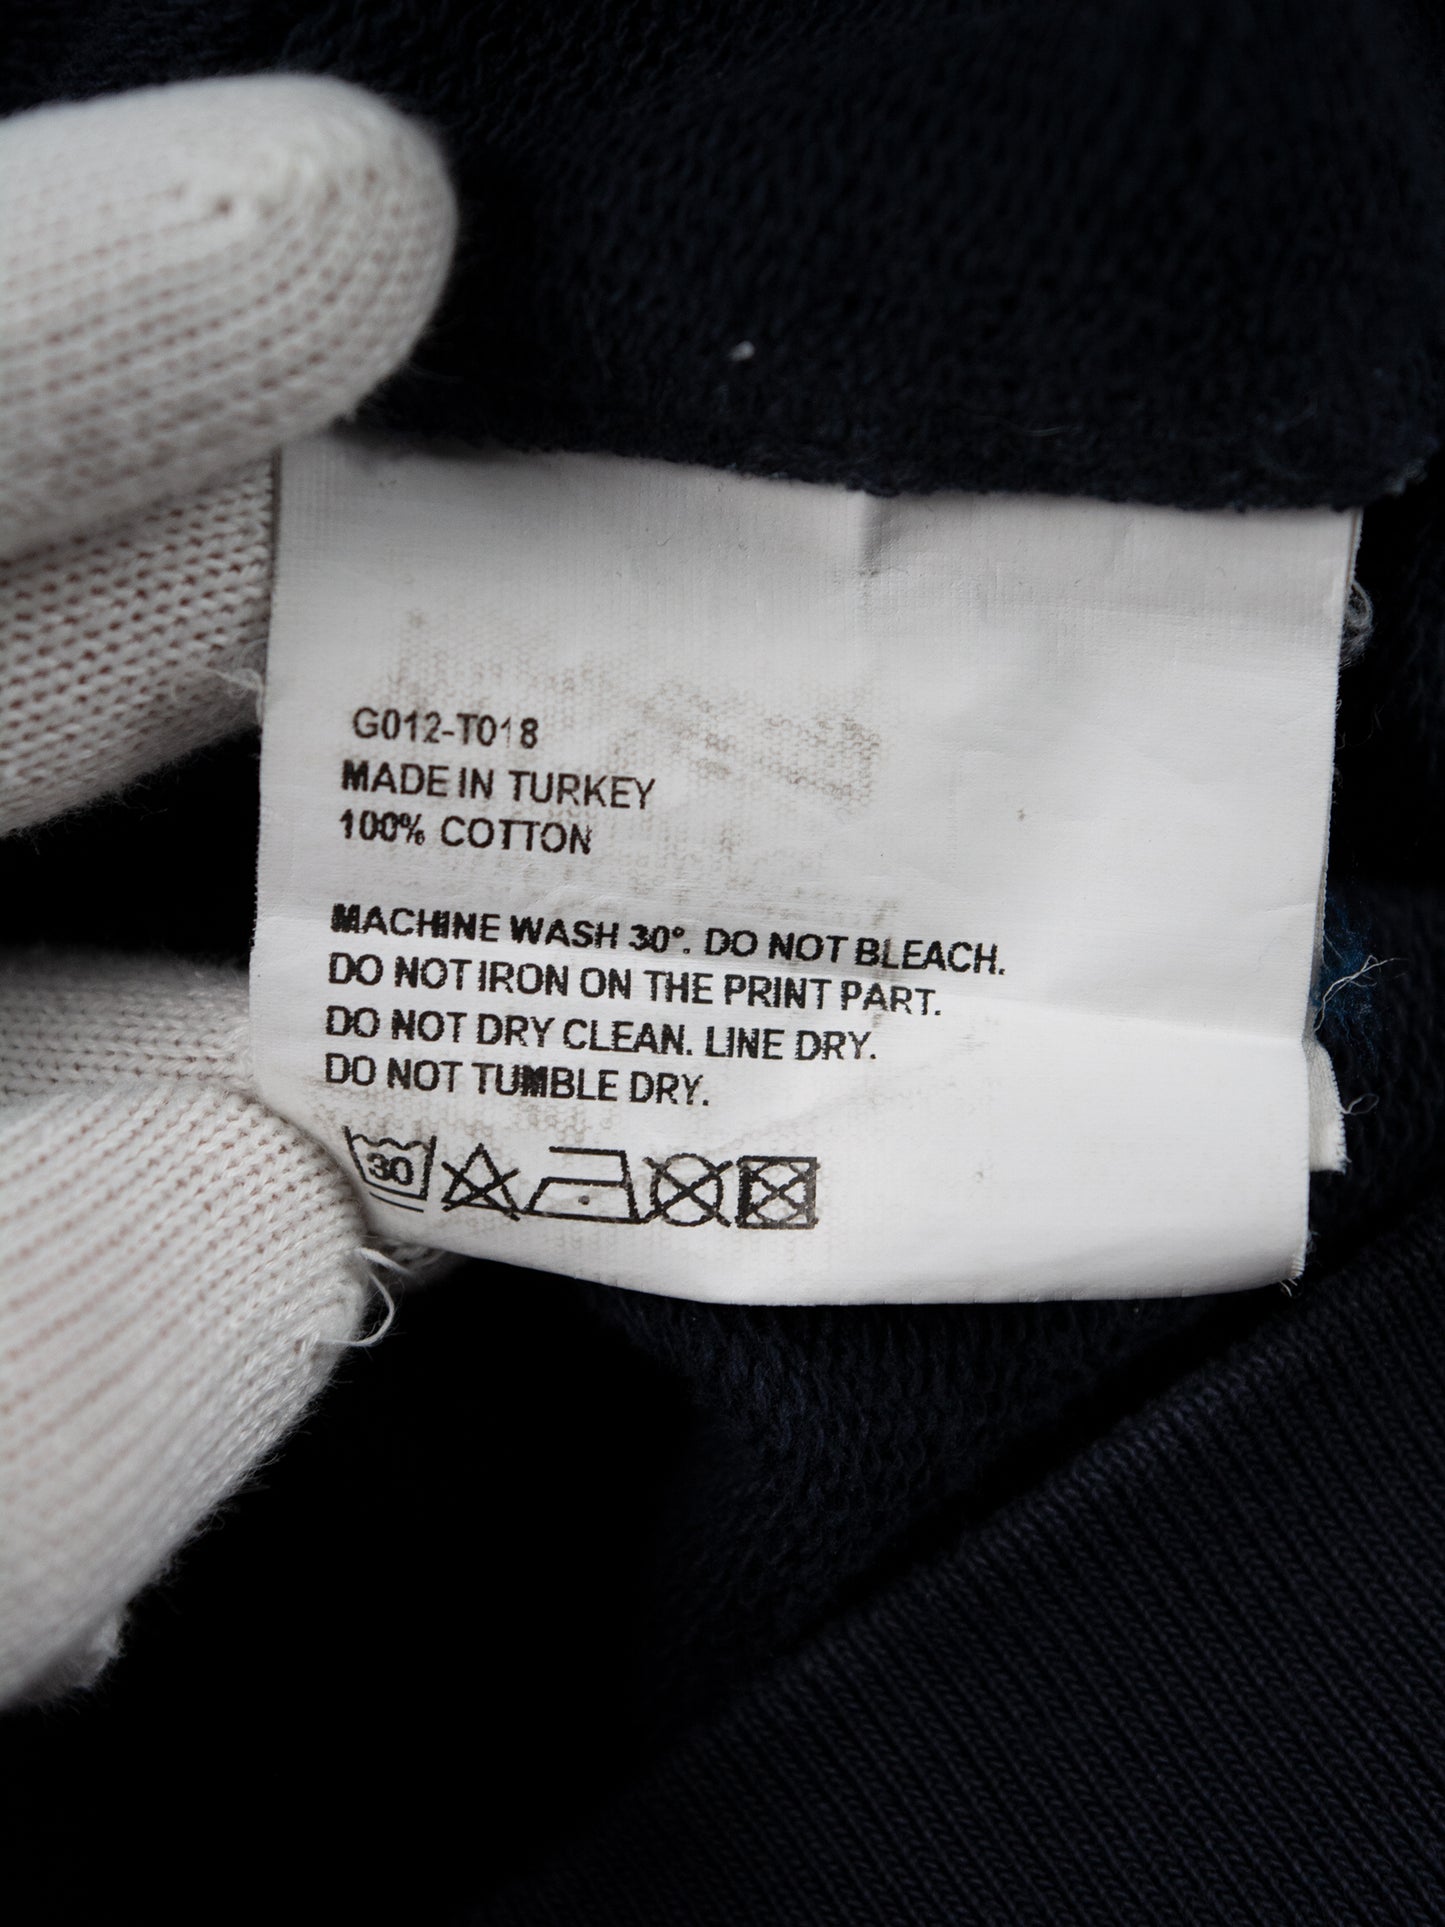 G012-T018
MADE IN TURKEY
100% COTTON
MACHINE WASH 30°. DO NOT BLEACH.
DO NOT IRON ON THE PRINT PART.
DO NOT DRY CLEAN. LINE DRY.
DO NOT TUMBLE DRY.
30